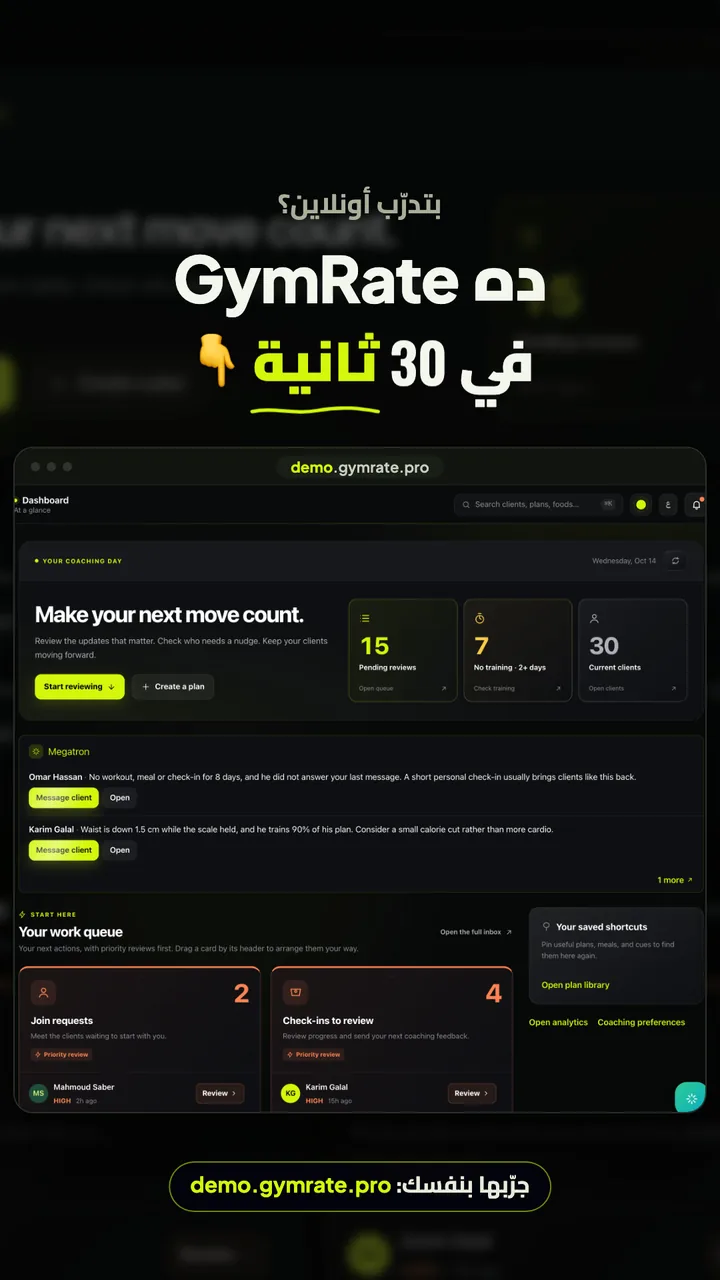 بتدرّب أونلاين؟
ده GymRate
في 30 ثانية 👇
demo.gymrate.pro
Dashboard
At a glance
Search clients, plans, foods...
⌘K
ع
YOUR COACHING DAY
Wednesday, Oct 14
Make your next move count.
Review the updates that matter. Check who needs a nudge. Keep your clients
moving forward.
Start reviewing ↓
+ Create a plan
15
Pending reviews
Open queue ↗
7
No training · 2+ days
Check training ↗
30
Current clients
Open clients ↗
Megatron
Omar Hassan · No workout, meal or check-in for 8 days, and he did not answer your last message. A short personal check-in usually brings clients like this back.
Message client
Open
Karim Galal · Waist is down 1.5 cm while the scale held, and he trains 90% of his plan. Consider a small calorie cut rather than more cardio.
Message client
Open
1 more ↗
START HERE
Your work queue
Your next actions, with priority reviews first. Drag a card by its header to arrange them your way.
Open the full inbox ↗
2
Join requests
Meet the clients waiting to start with you.
Priority review
MS
Mahmoud Saber
HIGH 2h ago
Review ›
4
Check-ins to review
Review progress and send your next coaching feedback.
Priority review
KG
Karim Galal
HIGH 15h ago
Review ›
Your saved shortcuts
Pin useful plans, meals, and cues to find
them here again.
Open plan library
Open analytics
Coaching preferences
جرّبها بنفسك: demo.gymrate.pro